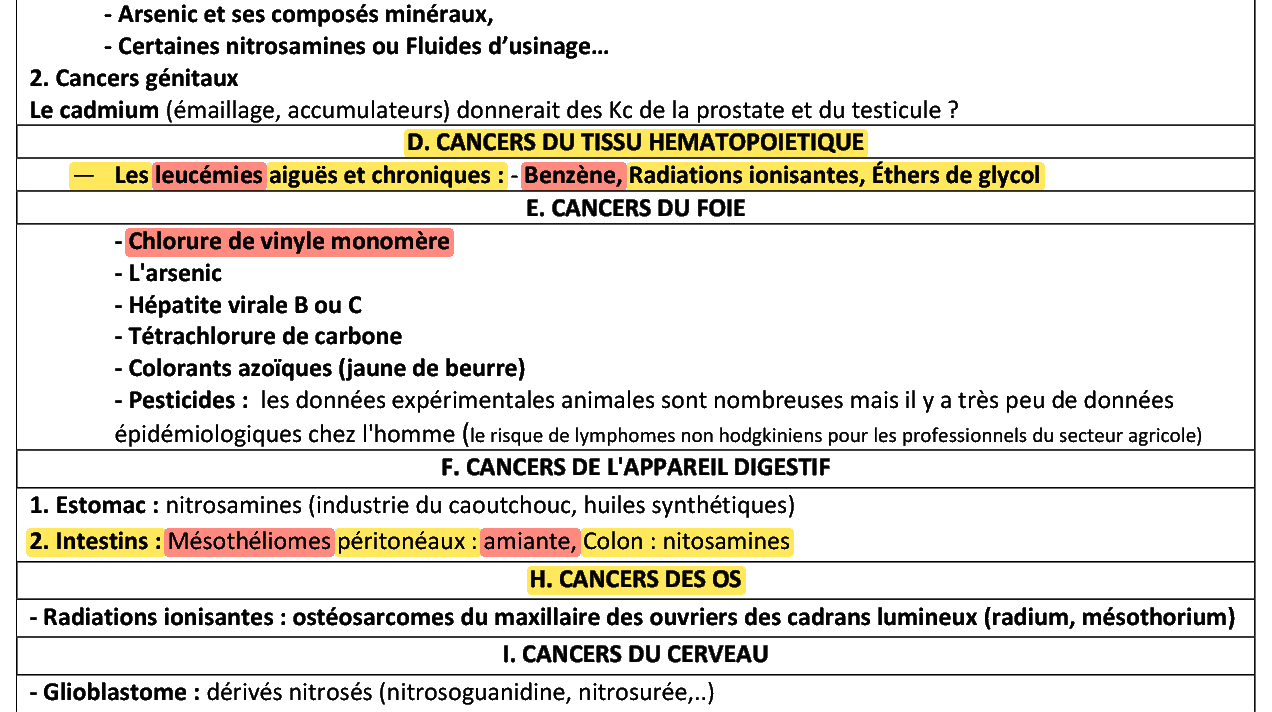 - Arsenic et ses composés minéraux,
- Certaines nitrosamines ou Fluides d’usinage…
2. Cancers génitaux
Le cadmium (émaillage, accumulateurs) donnerait des Kc de la prostate et du testicule ?
D. CANCERS DU TISSU HEMATOPOIETIQUE
— Les leucémies aiguës et chroniques : - Benzène, Radiations ionisantes, Éthers de glycol
E. CANCERS DU FOIE
- Chlorure de vinyle monomère
- L'arsenic
- Hépatite virale B ou C
- Tétrachlorure de carbone
- Colorants azoïques (jaune de beurre)
- Pesticides : les données expérimentales animales sont nombreuses mais il y a très peu de données
épidémiologiques chez l'homme (le risque de lymphomes non hodgkiniens pour les professionnels du secteur agricole)
F. CANCERS DE L'APPAREIL DIGESTIF
1. Estomac : nitrosamines (industrie du caoutchouc, huiles synthétiques)
2. Intestins : Mésothéliomes péritonéaux : amiante, Colon : nitosamines
H. CANCERS DES OS
- Radiations ionisantes : ostéosarcomes du maxillaire des ouvriers des cadrans lumineux (radium, mésothorium)
I. CANCERS DU CERVEAU
- Glioblastome : dérivés nitrosés (nitrosoguanidine, nitrosurée,..)